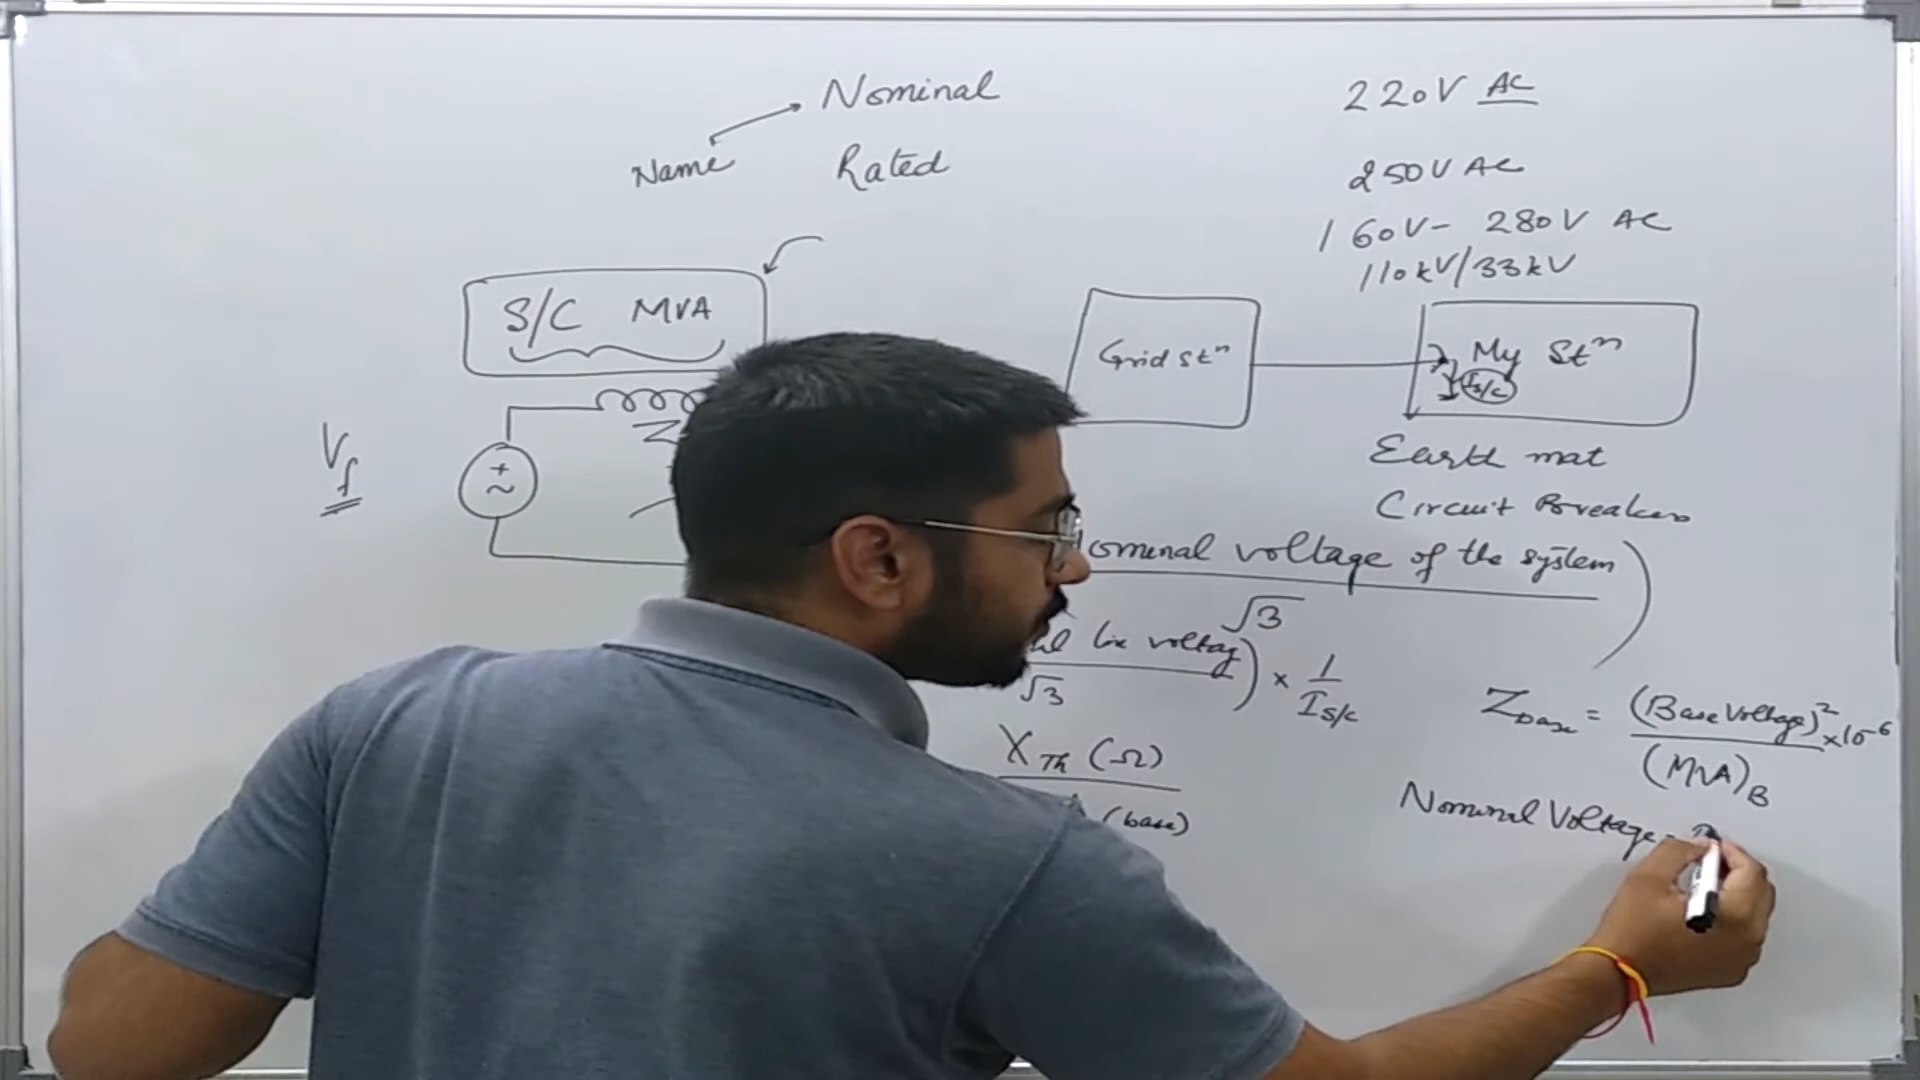 Nominal
Name
Rated
220V AC
250V AC
160V - 280V AC
110kV/33kV
S/C MVA
Grid Stn
My Stn
Is/c
Vf
+
~
Z
Earth mat
Circuit Breakers
ominal voltage of the system)
√3
line voltag) × 1
√3 Is/c
XTh (Ω)
(base)
Zbase = (Base Voltage)² ×10-6
(MVA)B
Nominal Voltage =